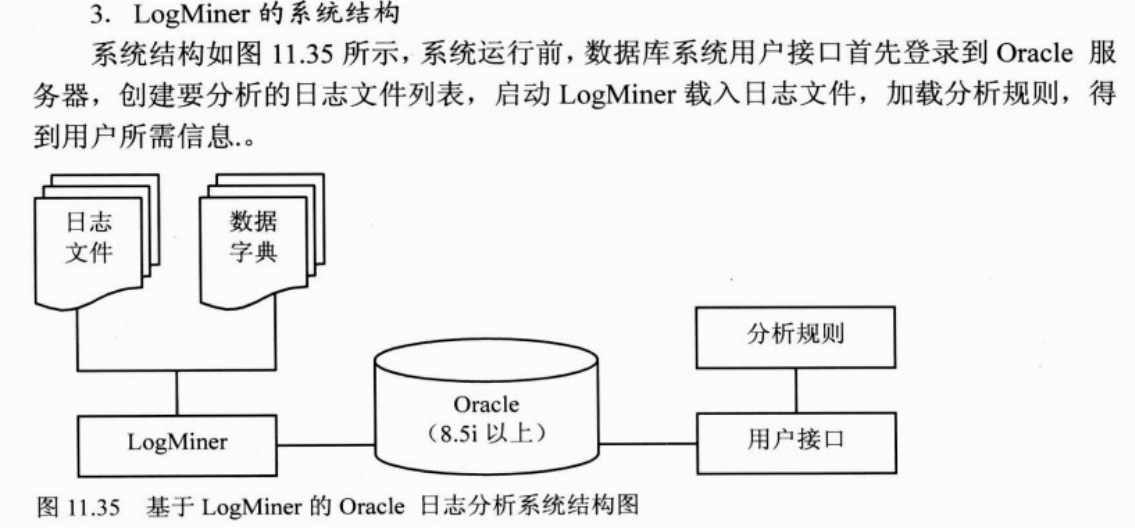 3. LogMiner 的系统结构
系统结构如图 11.35 所示，系统运行前，数据库系统用户接口首先登录到 Oracle 服
务器，创建要分析的日志文件列表，启动 LogMiner 载入日志文件，加载分析规则，得
到用户所需信息.。
日志
文件
数据
字典
分析规则
Oracle
（8.5i 以上）
LogMiner
用户接口
图 11.35 基于 LogMiner 的 Oracle 日志分析系统结构图